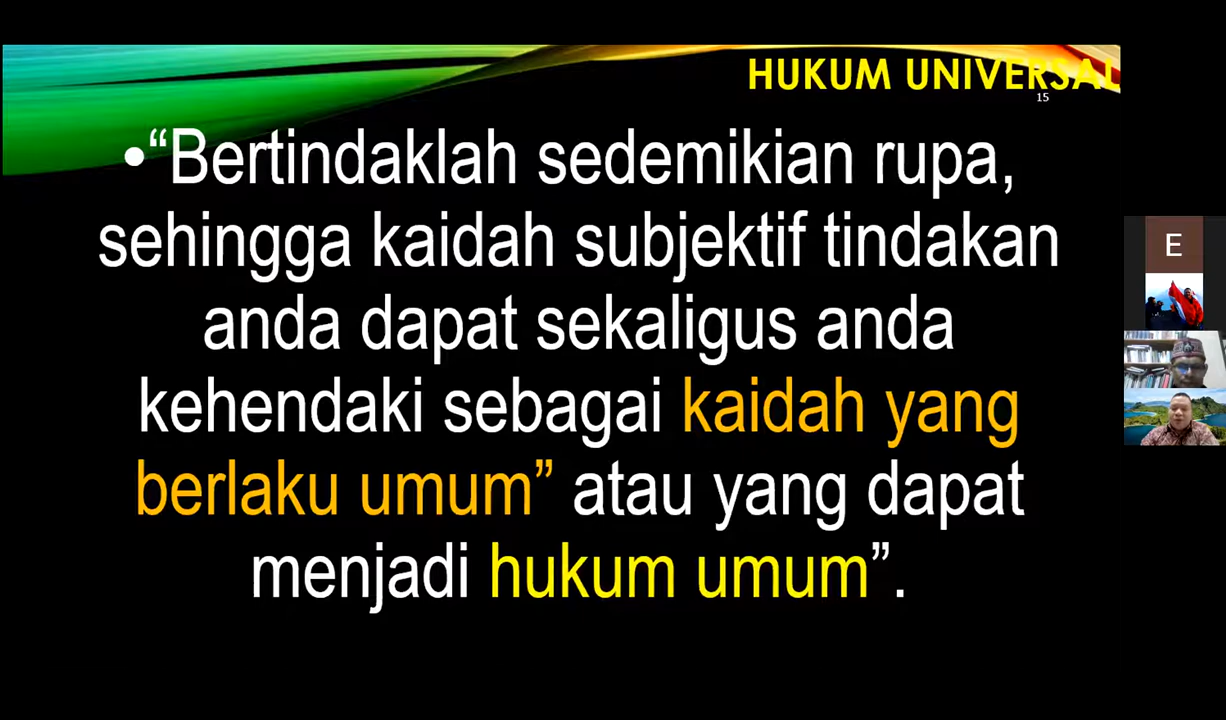 HUKUM UNIVERSAL
15
•“Bertindaklah sedemikian rupa,
sehingga kaidah subjektif tindakan
anda dapat sekaligus anda
kehendaki sebagai kaidah yang
berlaku umum” atau yang dapat
menjadi hukum umum”.
E